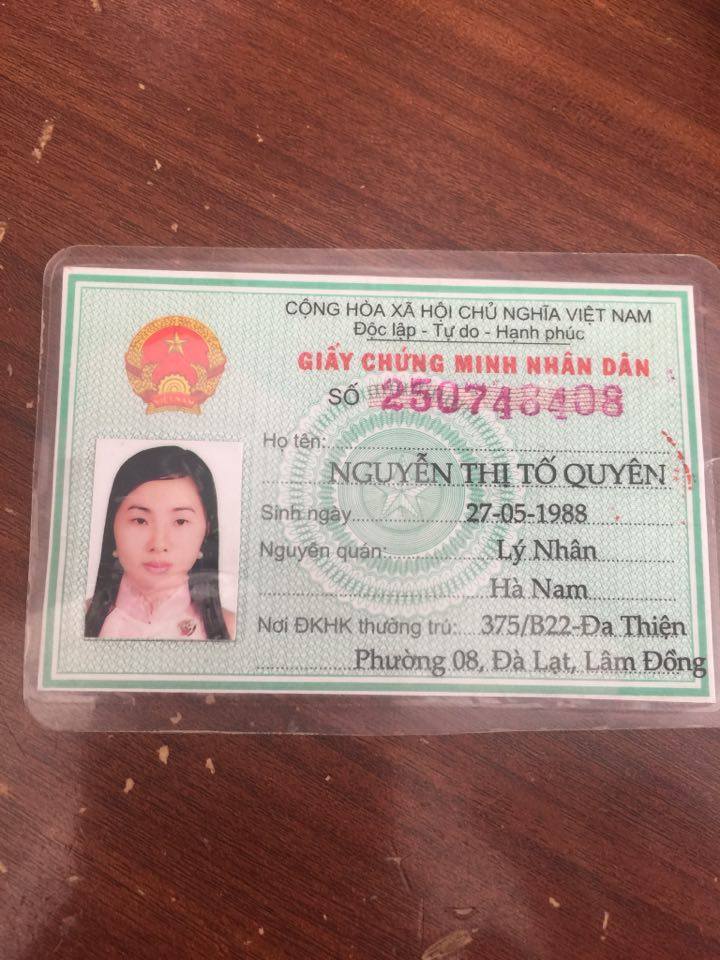 CỘNG HÒA XÃ HỘI CHỦ NGHĨA VIỆT NAM
Độc lập - Tự do - Hạnh phúc
GIẤY CHỨNG MINH NHÂN DÂN
SỐ 250748408
Họ tên:
NGUYỄN THỊ TỐ QUYÊN
Sinh ngày 27-05-1988
Nguyên quán: Lý Nhân
Hà Nam
Nơi ĐKHK thường trú: 375/B22-Đa Thiện
Phường 08, Đà Lạt, Lâm Đồng
VIỆT NAM